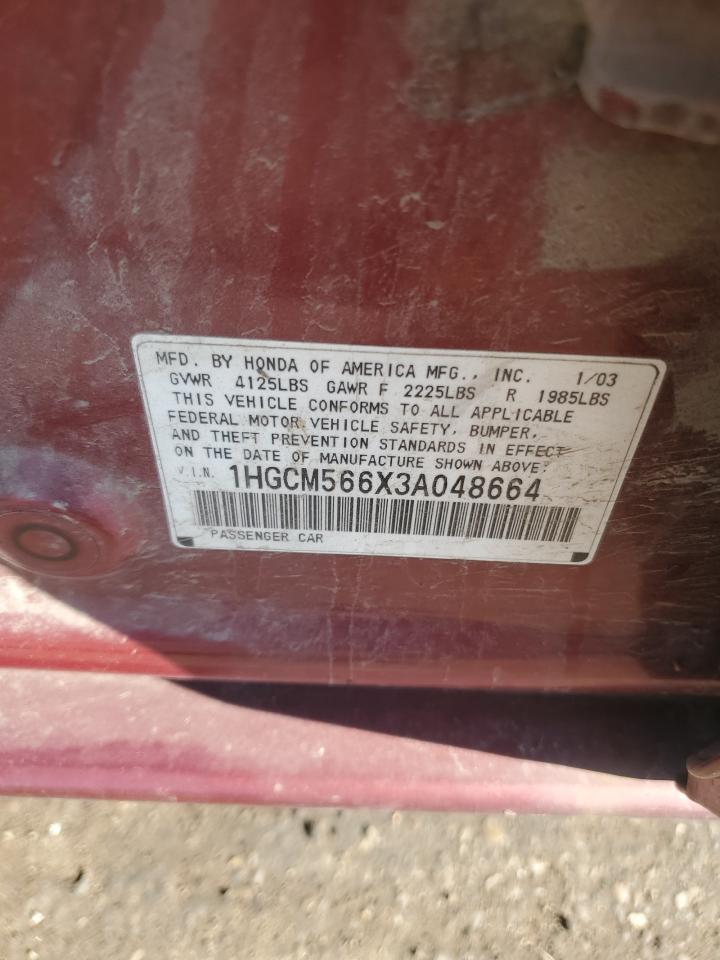 MFD. BY HONDA OF AMERICA MFG., INC. 1/03
GVWR 4125LBS GAWR F 2225LBS R 1985LBS
THIS VEHICLE CONFORMS TO ALL APPLICABLE
FEDERAL MOTOR VEHICLE SAFETY, BUMPER,
AND THEFT PREVENTION STANDARDS IN EFFECT
ON THE DATE OF MANUFACTURE SHOWN ABOVE:
V.I.N. 1HGCM566X3A048664
PASSENGER CAR